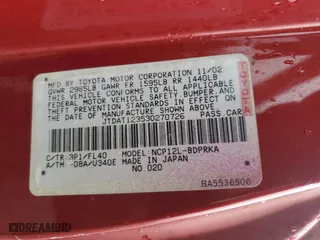 MFD BY TOYOTA MOTOR CORPORATION 11/02
GVWR 2985LB GAWR FR 1595LB RR 1440LB
THIS VEHICLE CONFORMS TO ALL APPLICABLE
FEDERAL MOTOR VEHICLE SAFETY,BUMPER,AND
THEFT PREVENTION STANDARDS IN EFFECT ON
THE DATE OF MANUFACTURE SHOWN ABOVE.
JTDAT123530270726 PASS CAR
TOYOTA
C/TR:3P1/FL40 MODEL:NCP12L-BDPRKA
A/TM:-08A/U340E MADE IN JAPAN
NO.020
BA5536506